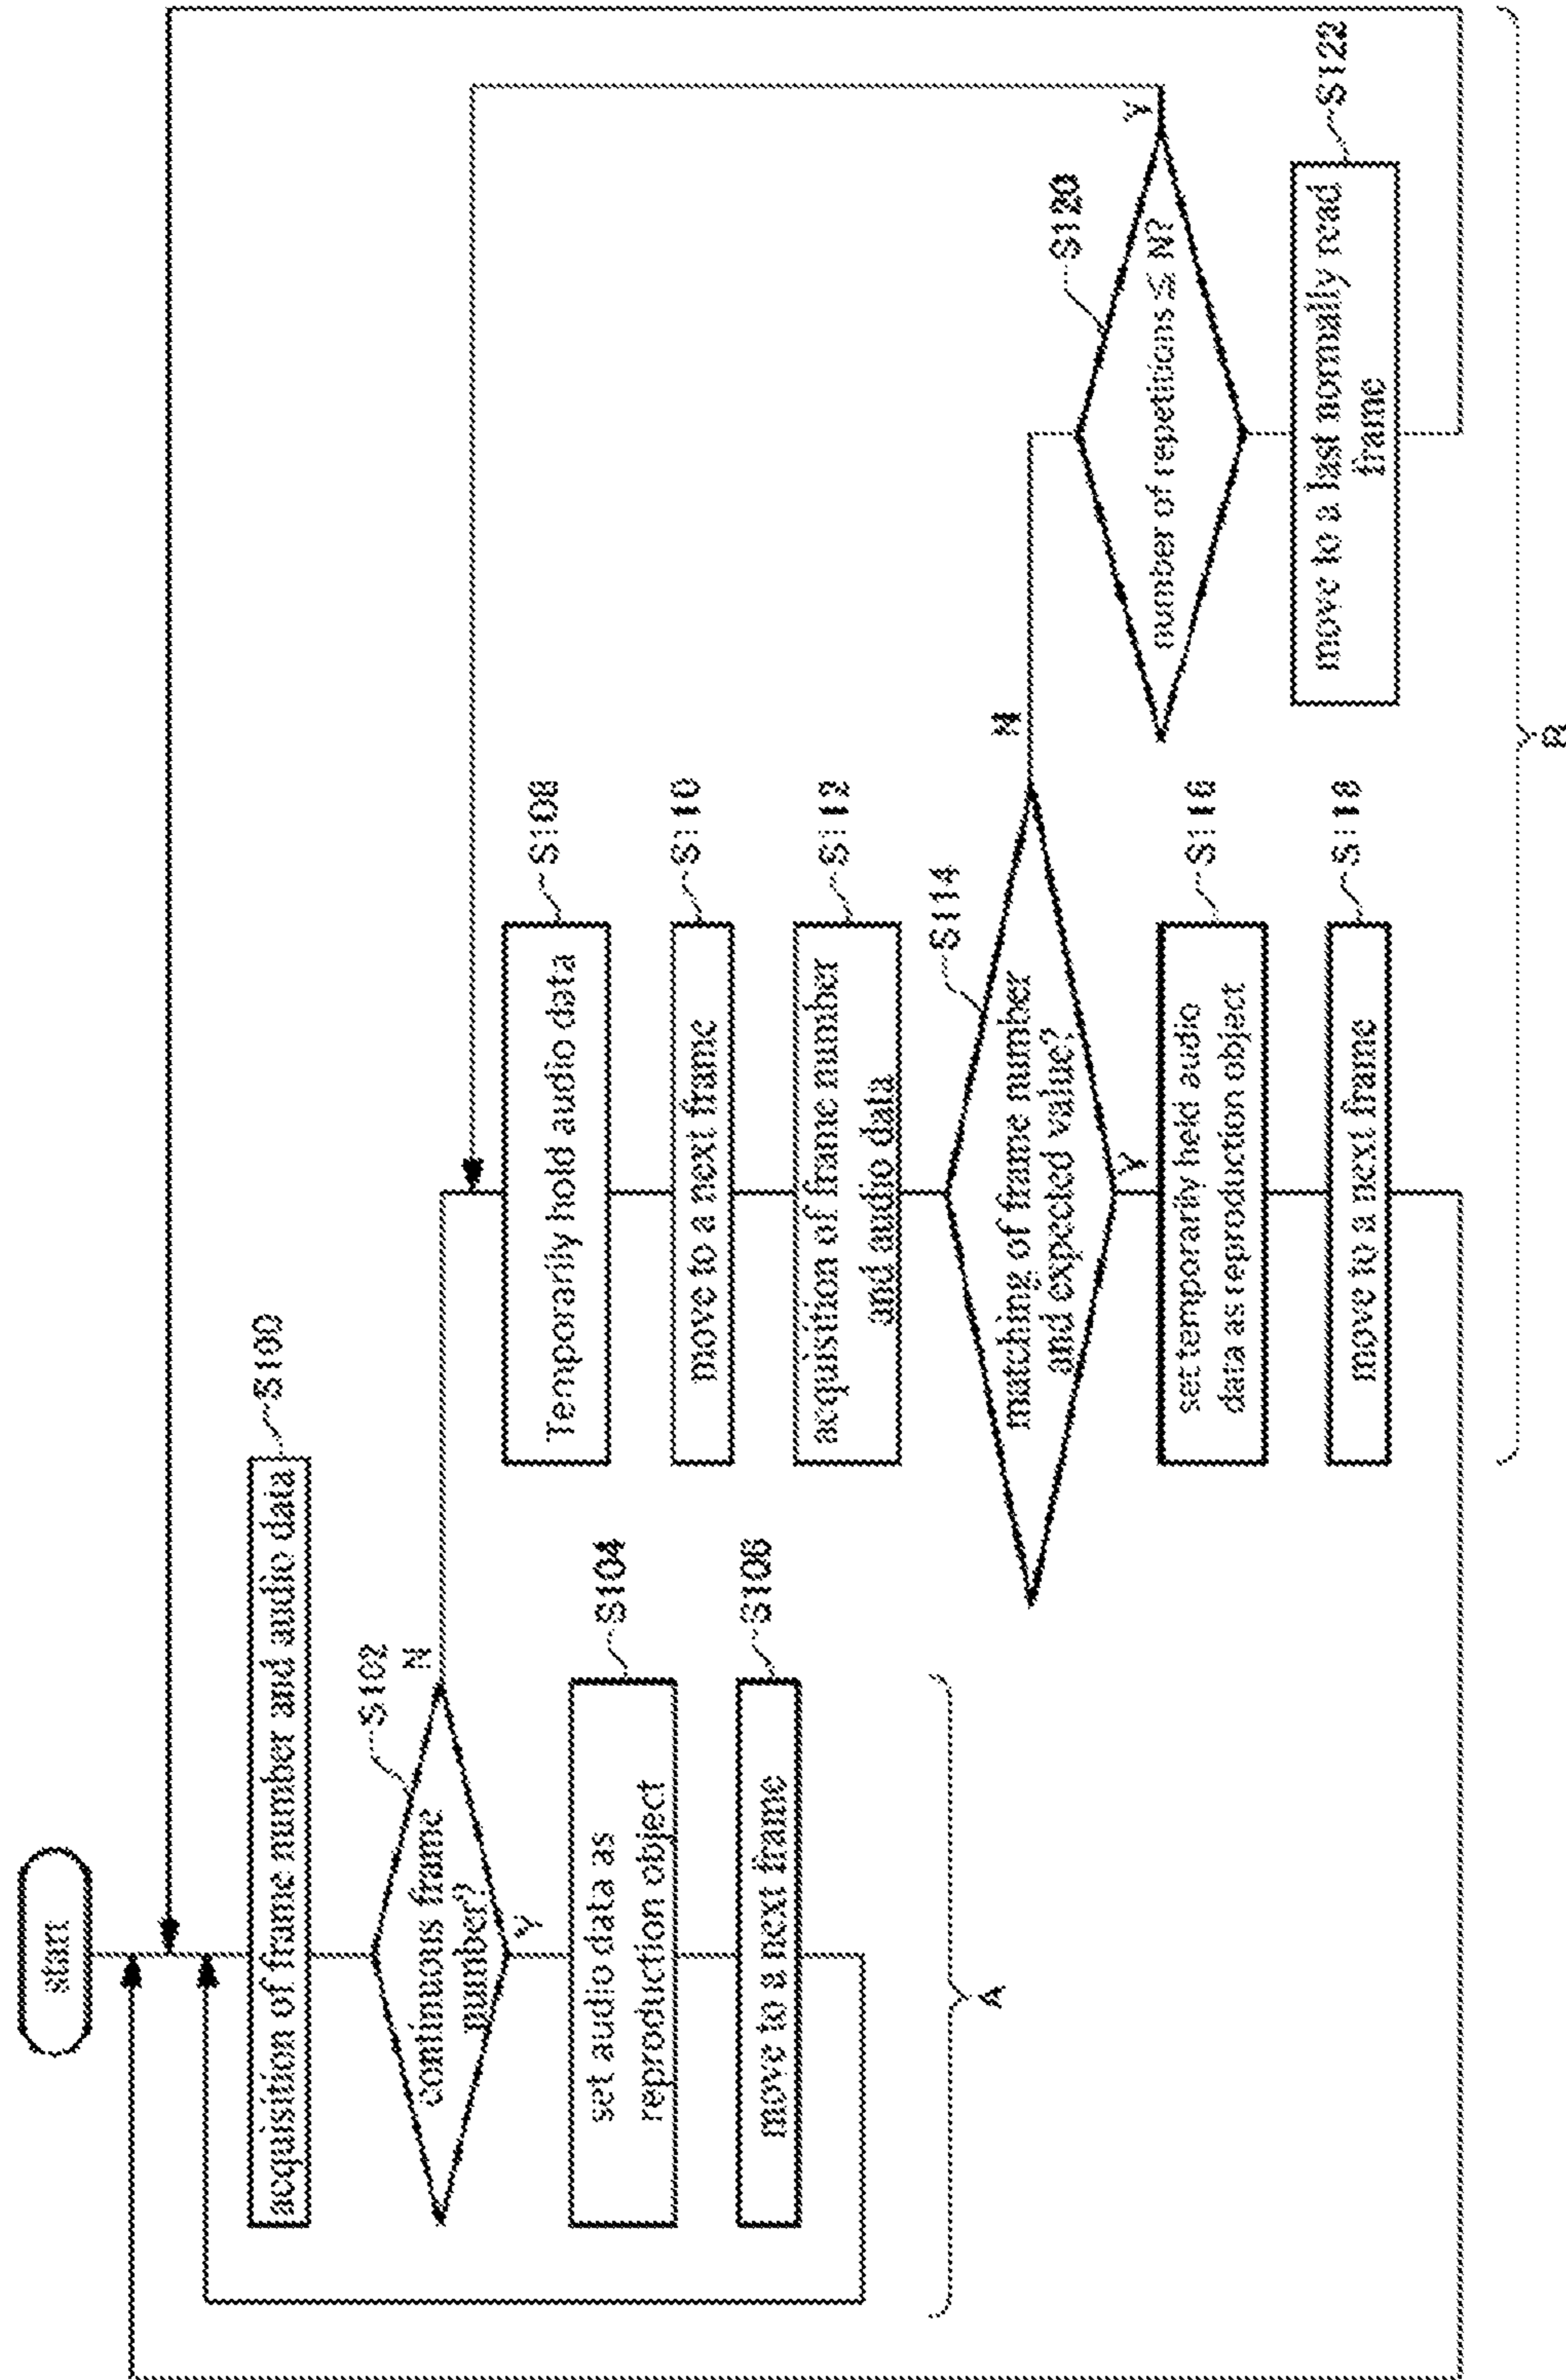 start
acquisition of frame number and audio data
S100
continuous frame
number?
S102
N
Y
set audio data as
reproduction object
S104
move to a next frame
S106
A
Temporarily hold audio data
S108
move to a next frame
S110
acquisition of frame number
and audio data
S112
matching of frame number
and expected value?
S114
N
Y
set temporarily held audio
data as reproduction object
S116
move to a next frame
S118
number of repetitions ≤ N?
S120
Y
move to a last normally read
frame
S122
B